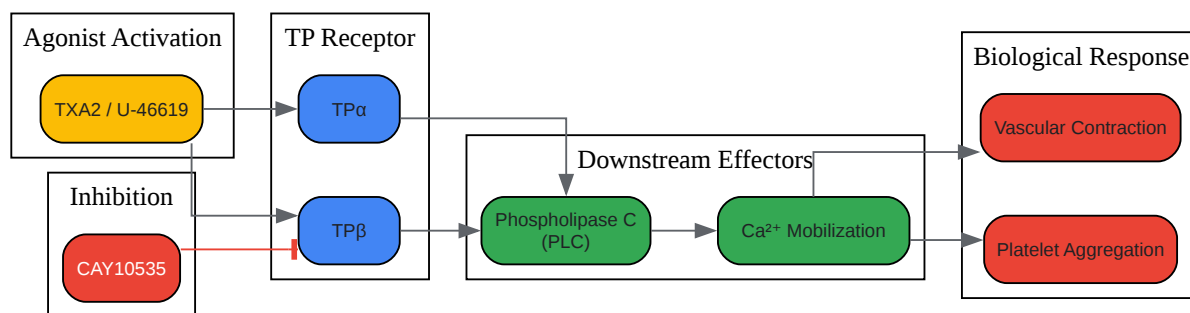 Agonist Activation
TXA2 / U-46619
Inhibition
CAY10535
TP Receptor
TPα
TPβ
Downstream Effectors
Phospholipase C
(PLC)
Ca²⁺ Mobilization
Biological Response
Vascular Contraction
Platelet Aggregation